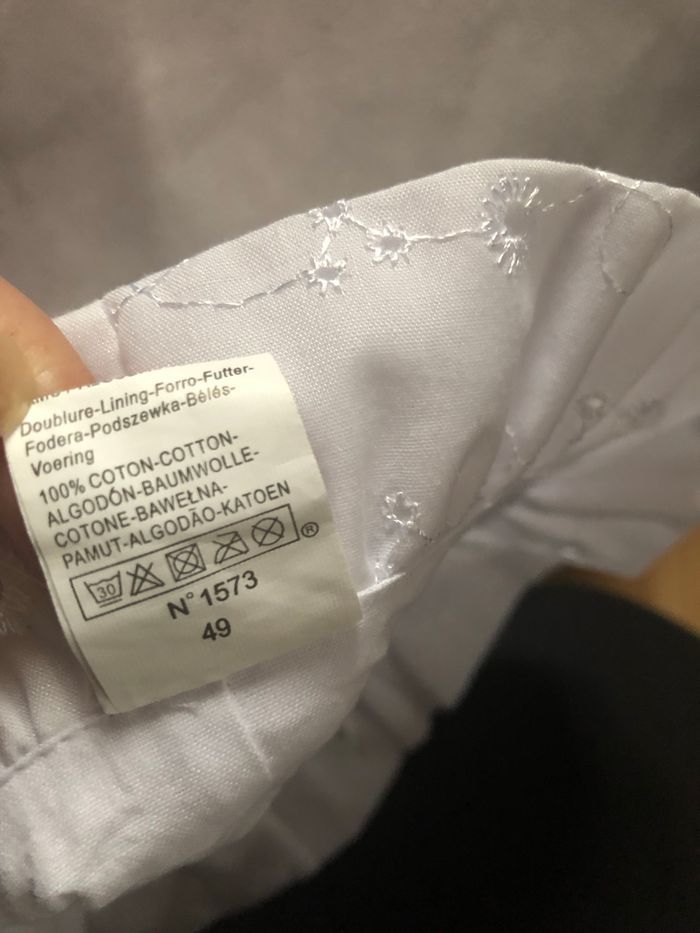 Doublure-Lining-Forro-Futter-
Fodera-Podszewka-Bélés-
Voering
100% COTON-COTTON-
ALGODÓN-BAUMWOLLE-
COTONE-BAWEŁNA-
PAMUT-ALGODÃO-KATOEN
30 ®
N° 1573
49